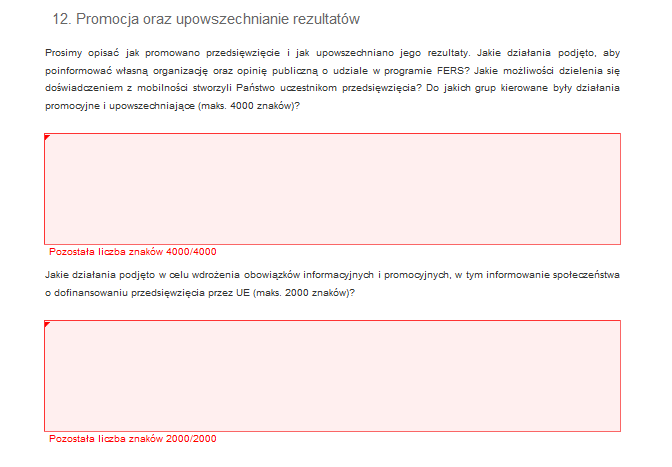 12. Promocja oraz upowszechnianie rezultatów
Prosimy opisać jak promowano przedsięwzięcie i jak upowszechniano jego rezultaty. Jakie działania podjęto, aby
poinformować własną organizację oraz opinię publiczną o udziale w programie FERS? Jakie możliwości dzielenia się
doświadczeniem z mobilności stworzyli Państwo uczestnikom przedsięwzięcia? Do jakich grup kierowane były działania
promocyjne i upowszechniające (maks. 4000 znaków)?
Pozostała liczba znaków 4000/4000
Jakie działania podjęto w celu wdrożenia obowiązków informacyjnych i promocyjnych, w tym informowanie społeczeństwa
o dofinansowaniu przedsięwzięcia przez UE (maks. 2000 znaków)?
Pozostała liczba znaków 2000/2000